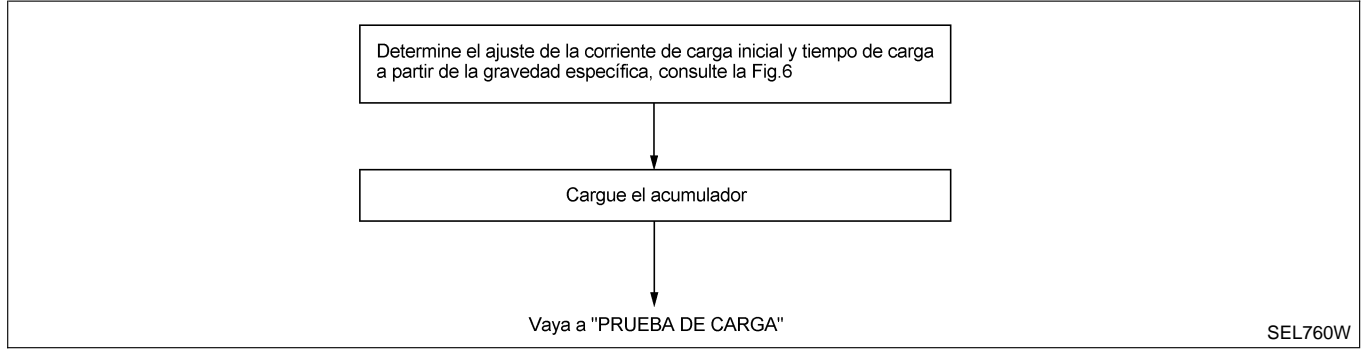 Determine el ajuste de la corriente de carga inicial y tiempo de carga
a partir de la gravedad específica, consulte la Fig.6
Cargue el acumulador
Vaya a "PRUEBA DE CARGA"
SEL760W